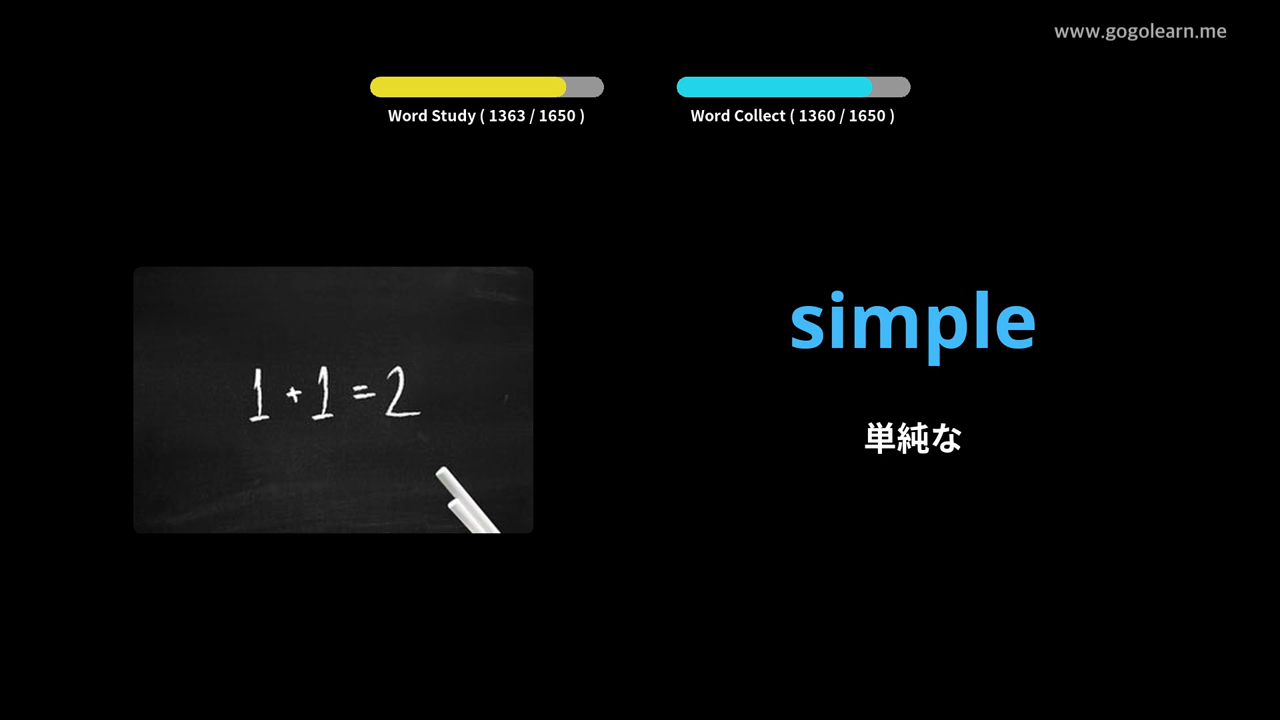 www.gogolearn.me
Word Study ( 1363 / 1650 )
Word Collect ( 1360 / 1650 )
simple
単純な
1 + 1 = 2